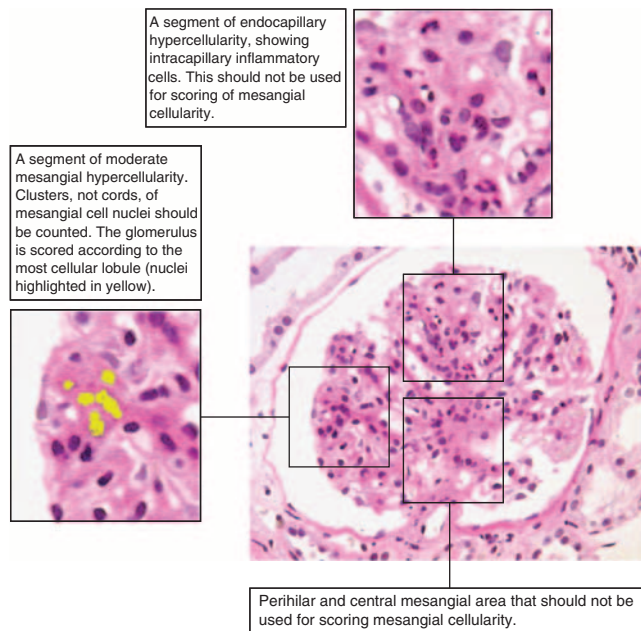 A segment of endocapillary
hypercellularity, showing
intracapillary inflammatory
cells. This should not be used
for scoring of mesangial
cellularity.
A segment of moderate
mesangial hypercellularity.
Clusters, not cords, of
mesangial cell nuclei should
be counted. The glomerulus
is scored according to the
most cellular lobule (nuclei
highlighted in yellow).
Perihilar and central mesangial area that should not be
used for scoring mesangial cellularity.